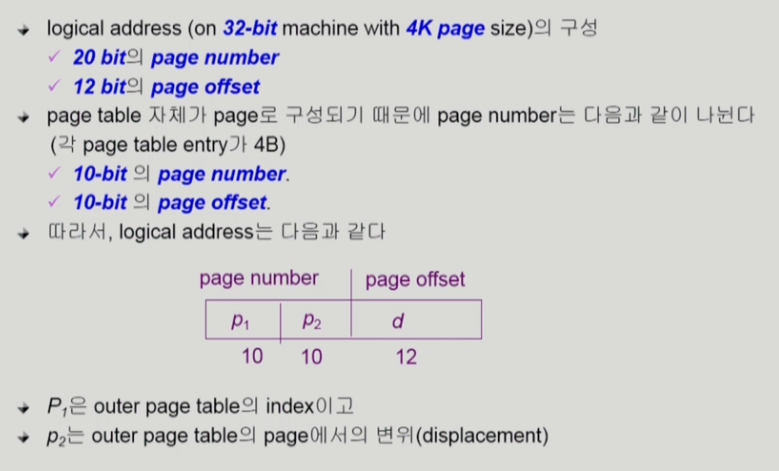 logical address (on 32-bit machine with 4K page size)의 구성
20 bit의 page number
12 bit의 page offset
page table 자체가 page로 구성되기 때문에 page number는 다음과 같이 나뉜다
(각 page table entry가 4B)
10-bit 의 page number.
10-bit 의 page offset.
따라서, logical address는 다음과 같다
page number page offset
p1 p2 d
10 10 12
P1은 outer page table의 index이고
p2는 outer page table의 page에서의 변위(displacement)